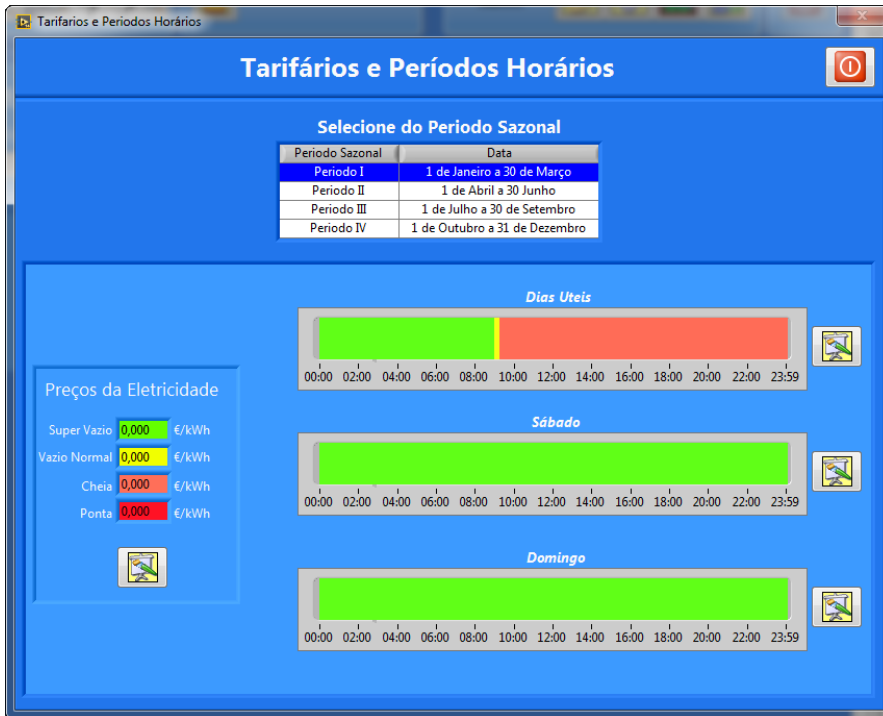 Tarifarios e Periodos Horários
Tarifários e Períodos Horários
Selecione do Periodo Sazonal
Periodo Sazonal Data
Periodo I 1 de Janeiro a 30 de Março
Periodo II 1 de Abril a 30 Junho
Periodo III 1 de Julho a 30 de Setembro
Periodo IV 1 de Outubro a 31 de Dezembro
Preços da Eletricidade
Super Vazio 0,000 €/kWh
Vazio Normal 0,000 €/kWh
Cheia 0,000 €/kWh
Ponta 0,000 €/kWh
Dias Uteis
00:00 02:00 04:00 06:00 08:00 10:00 12:00 14:00 16:00 18:00 20:00 22:00 23:59
Sábado
00:00 02:00 04:00 06:00 08:00 10:00 12:00 14:00 16:00 18:00 20:00 22:00 23:59
Domingo
00:00 02:00 04:00 06:00 08:00 10:00 12:00 14:00 16:00 18:00 20:00 22:00 23:59